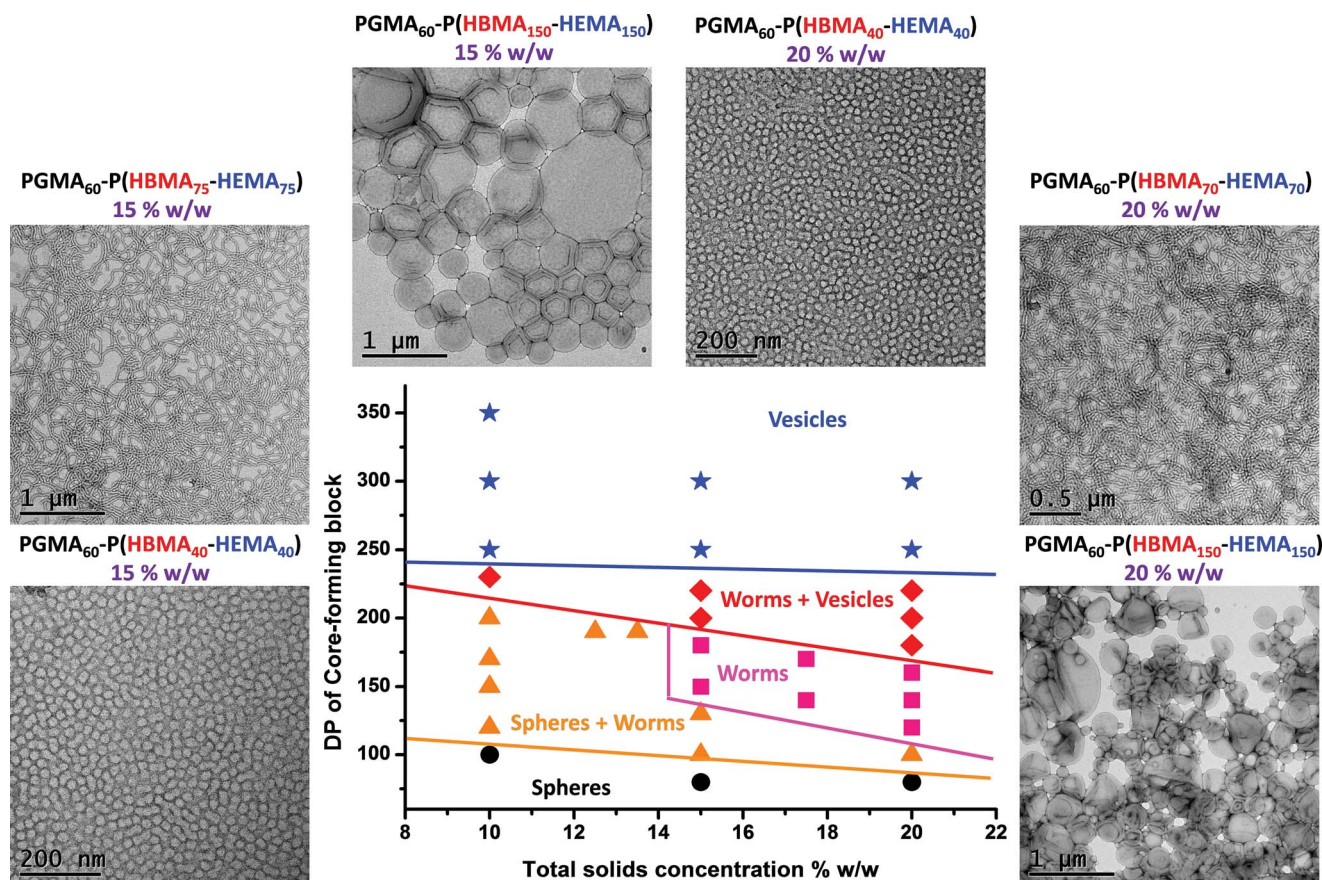 PGMA₆₀-P(HBMA₁₅₀-HEMA₁₅₀)
15 % w/w
1 µm
PGMA₆₀-P(HBMA₄₀-HEMA₄₀)
20 % w/w
200 nm
PGMA₆₀-P(HBMA₇₅-HEMA₇₅)
15 % w/w
1 µm
PGMA₆₀-P(HBMA₇₀-HEMA₇₀)
20 % w/w
0.5 µm
PGMA₆₀-P(HBMA₄₀-HEMA₄₀)
15 % w/w
200 nm
PGMA₆₀-P(HBMA₁₅₀-HEMA₁₅₀)
20 % w/w
1 µm
DP of Core-forming block
350
300
250
200
150
100
Vesicles
Worms + Vesicles
Worms
Spheres + Worms
Spheres
8 10 12 14 16 18 20 22
Total solids concentration % w/w